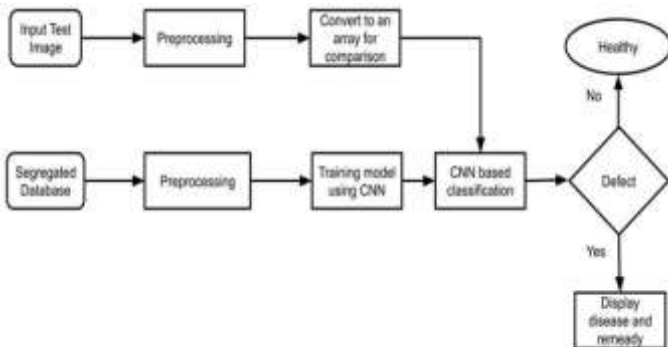 Input Test
Image
Preprocessing
Convert to an
array for
comparison
Healthy
No
Segregated
Database
Preprocessing
Training model
using CNN
CNN based
classification
Defect
Yes
Display
disease and
remeady